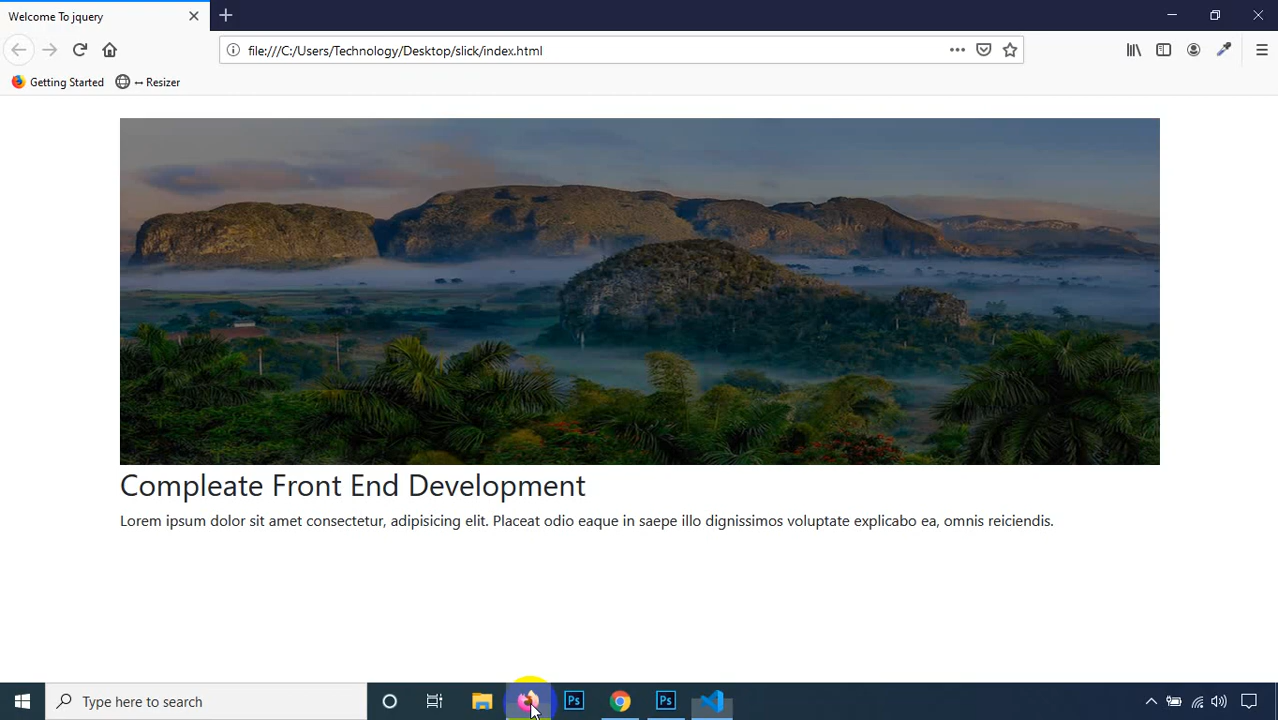 Welcome To jquery
file:///C:/Users/Technology/Desktop/slick/index.html
Getting Started
↔ Resizer
Compleate Front End Development
Lorem ipsum dolor sit amet consectetur, adipisicing elit. Placeat odio eaque in saepe illo dignissimos voluptate explicabo ea, omnis reiciendis.
Type here to search
Ps
Ps